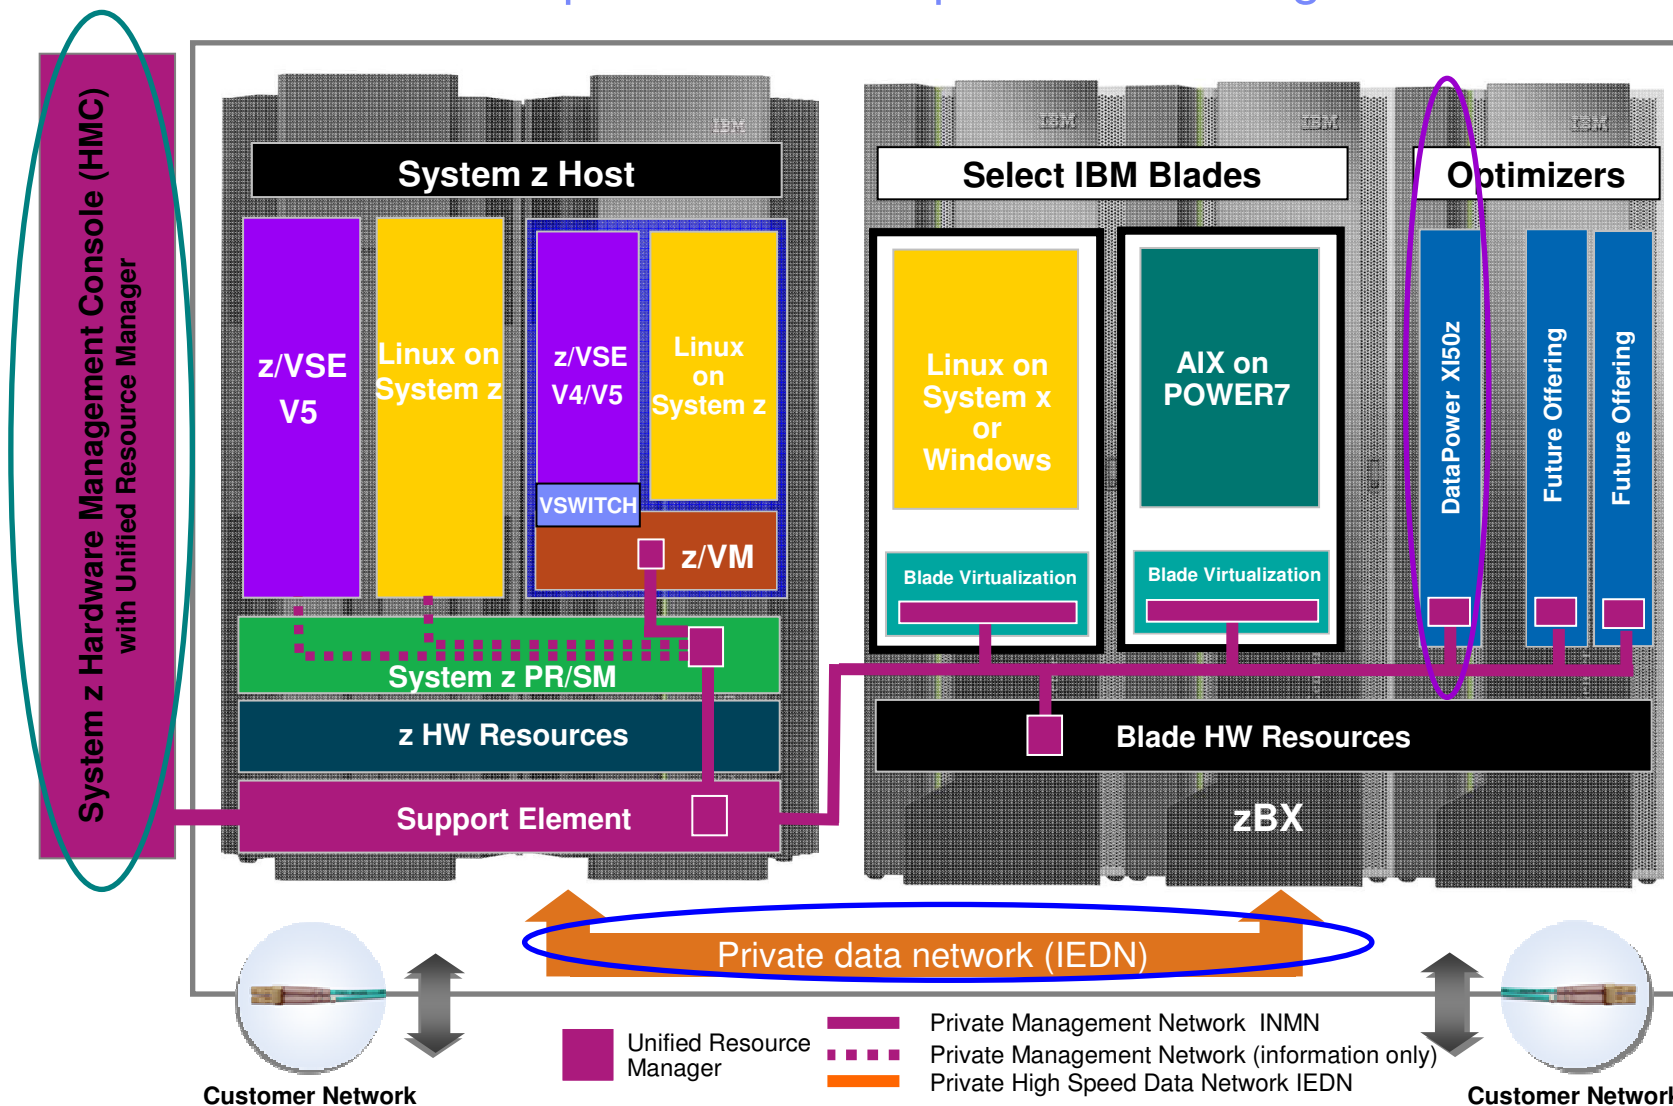 System z Hardware Management Console (HMC)
with Unified Resource Manager
IBM
IBM
IBM
IBM
System z Host
Select IBM Blades
Optimizers
z/VSE
V5
Linux on
System z
z/VSE
V4/V5
Linux
on
System z
VSWITCH
z/VM
Linux on
System x
or
Windows
AIX on
POWER7
DataPower XI50z
Future Offering
Future Offering
Blade Virtualization
Blade Virtualization
System z PR/SM
z HW Resources
Blade HW Resources
Support Element
zBX
Private data network (IEDN)
Unified Resource
Manager
Private Management Network INMN
Private Management Network (information only)
Private High Speed Data Network IEDN
Customer Network
Customer Network